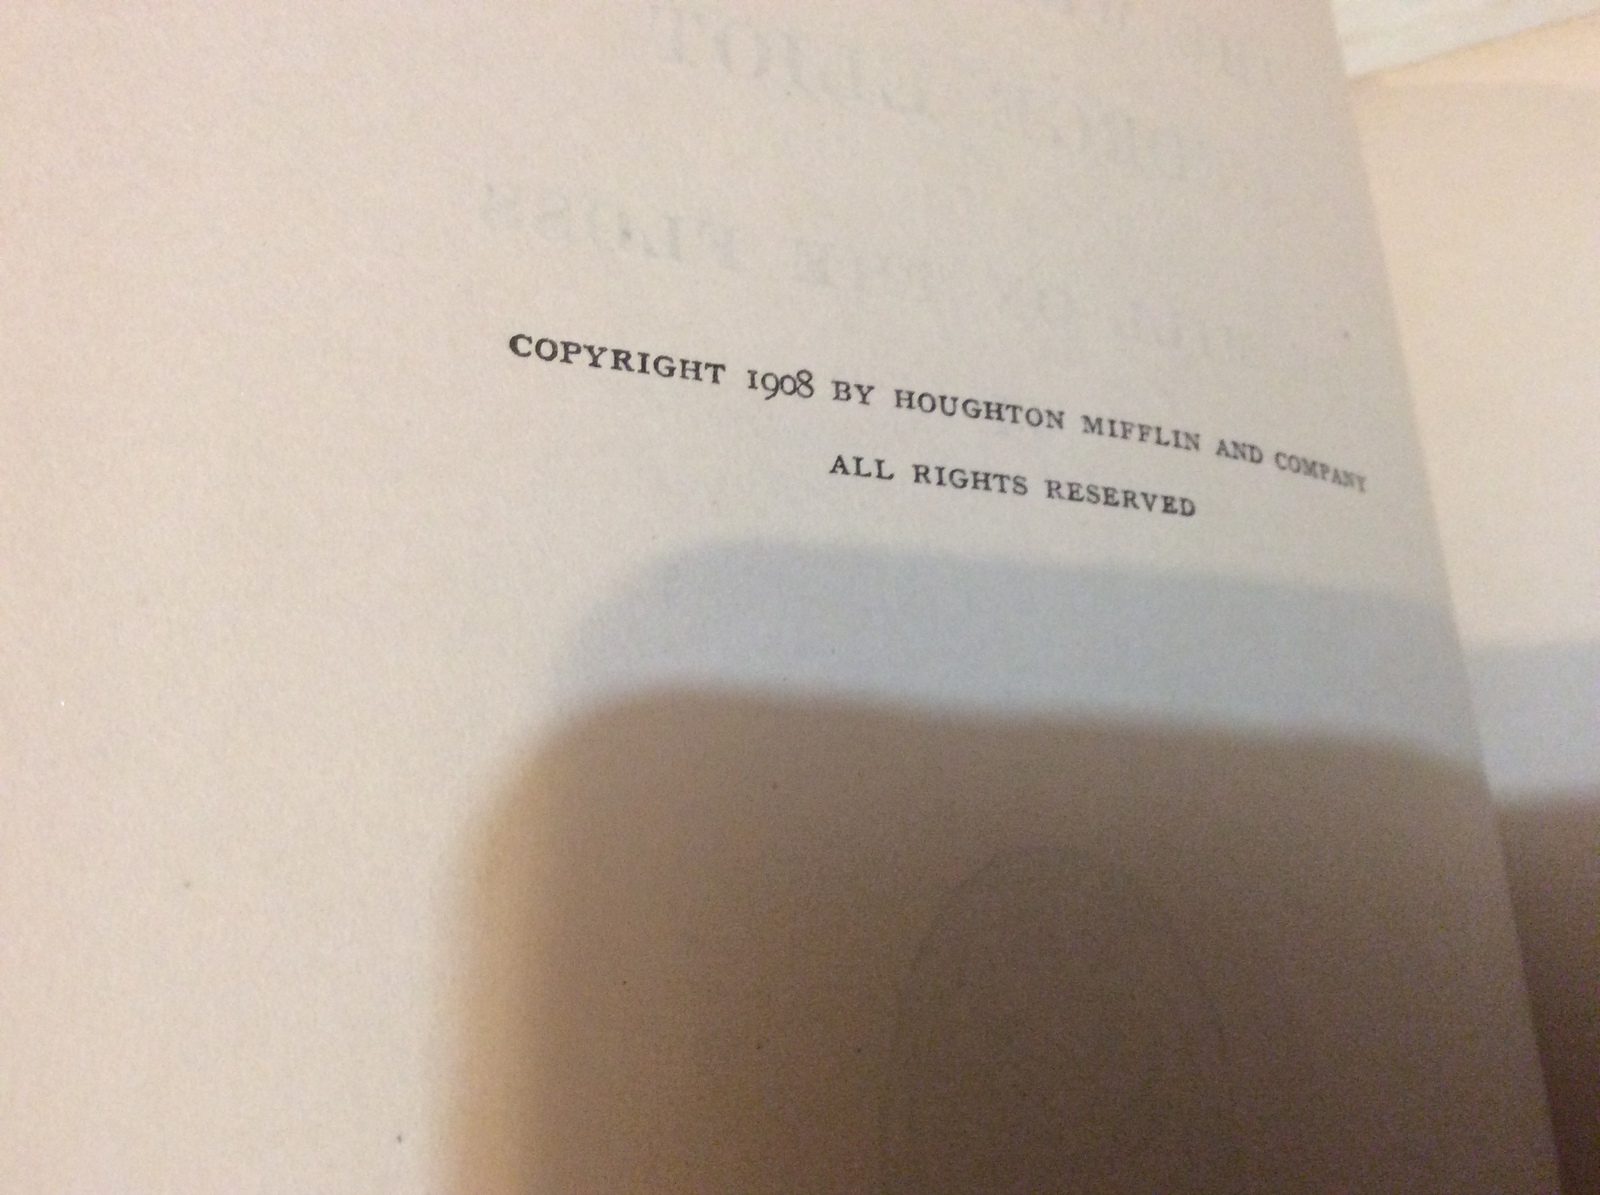 COPYRIGHT 1908 BY HOUGHTON MIFFLIN AND COMPANY
ALL RIGHTS RESERVED